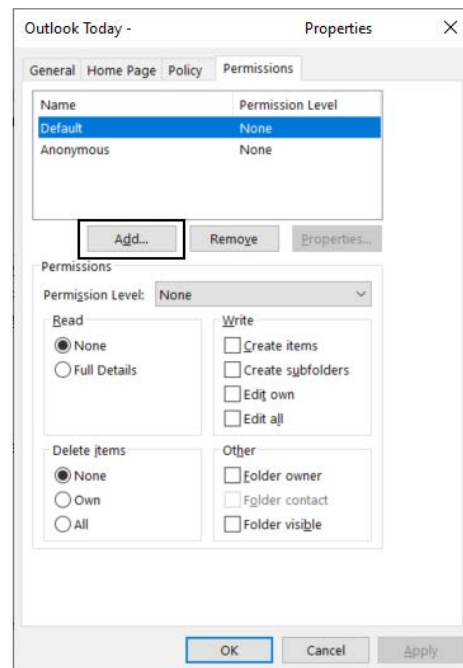 Outlook Today - Properties
General Home Page Policy Permissions
Name Permission Level
Default None
Anonymous None
Add... Remove Properties...
Permissions
Permission Level: None
Read Write
None Create items
Full Details Create subfolders
Edit own
Edit all
Delete items Other
None Folder owner
Own Folder contact
All Folder visible
OK Cancel Apply